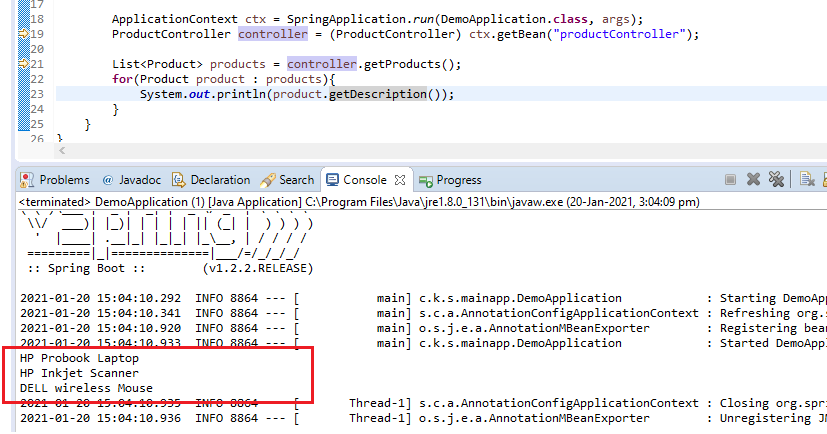 17
18 ApplicationContext ctx = SpringApplication.run(DemoApplication.class, args);
19 ProductController controller = (ProductController) ctx.getBean("productController");
20
21 List<Product> products = controller.getProducts();
22 for(Product product : products){
23 System.out.println(product.getDescription());
24 }
25 }
26 }
Problems @ Javadoc Declaration Search Console Progress
<terminated> DemoApplication (1) [Java Application] C:\Program Files\Java\jre1.8.0_131\bin\javaw.exe (20-Jan-2021, 3:04:09 pm)
 \\/  ___)| |_)| | | | | || (_| |  ) ) ) )
  '  |____| .__|_| |_|_| |_\__, | / / / /
 =========|_|==============|___/=/_/_/_/
 :: Spring Boot ::        (v1.2.2.RELEASE)
2021-01-20 15:04:10.292  INFO 8864 --- [           main] c.k.s.mainapp.DemoApplication            : Starting DemoApp
2021-01-20 15:04:10.341  INFO 8864 --- [           main] s.c.a.AnnotationConfigApplicationContext : Refreshing org.s
2021-01-20 15:04:10.920  INFO 8864 --- [           main] o.s.j.e.a.AnnotationMBeanExporter        : Registering bean
2021-01-20 15:04:10.933  INFO 8864 --- [           main] c.k.s.mainapp.DemoApplication            : Started DemoAppl
HP Probook Laptop
HP Inkjet Scanner
DELL wireless Mouse
2021-01-20 15:04:10.935  INFO 8864 --- [       Thread-1] s.c.a.AnnotationConfigApplicationContext : Closing org.spri
2021-01-20 15:04:10.936  INFO 8864 --- [       Thread-1] o.s.j.e.a.AnnotationMBeanExporter        : Unregistering JM